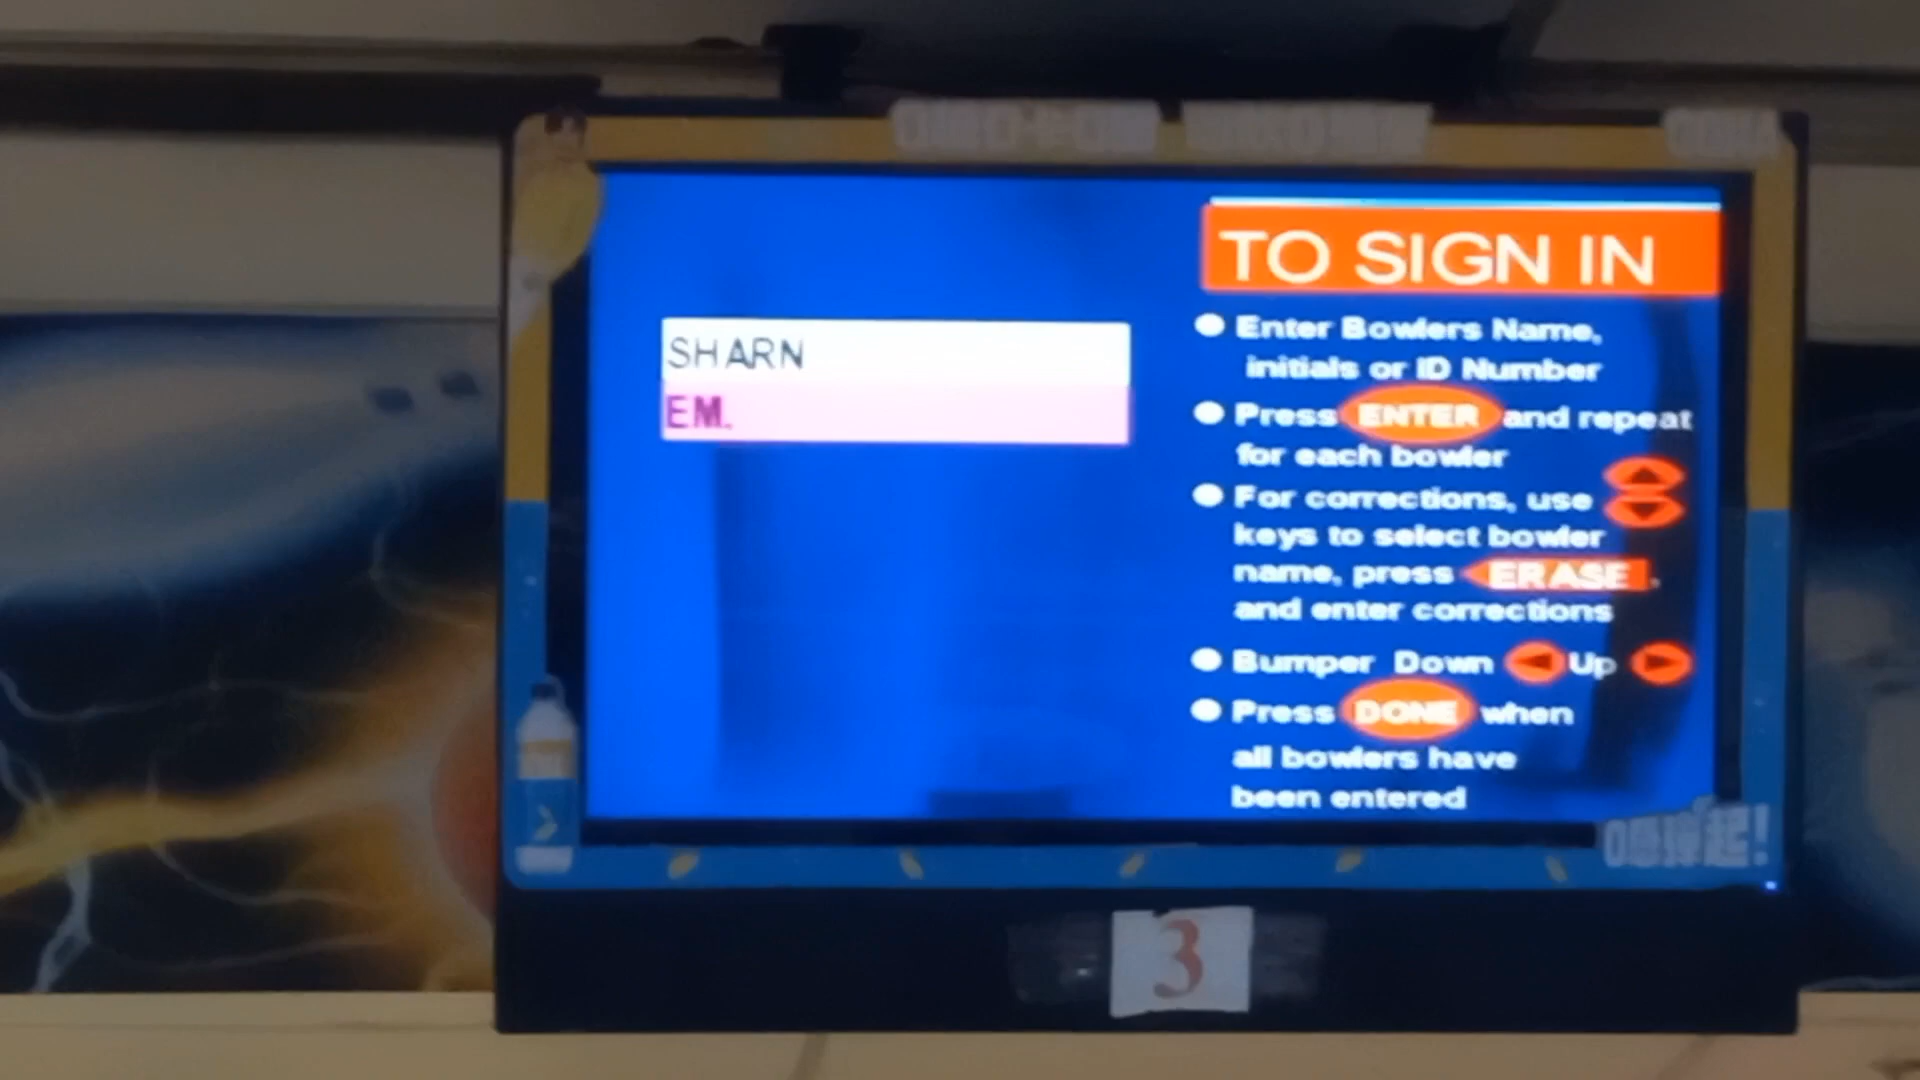 TO SIGN IN
SHARN
EM.
Enter Bowlers Name,
initials or ID Number
Press ENTER and repeat
for each bowler
For corrections, use
keys to select bowler
name, press ERASE.
and enter corrections
Bumper Down Up
Press DONE when
all bowlers have
been entered
3